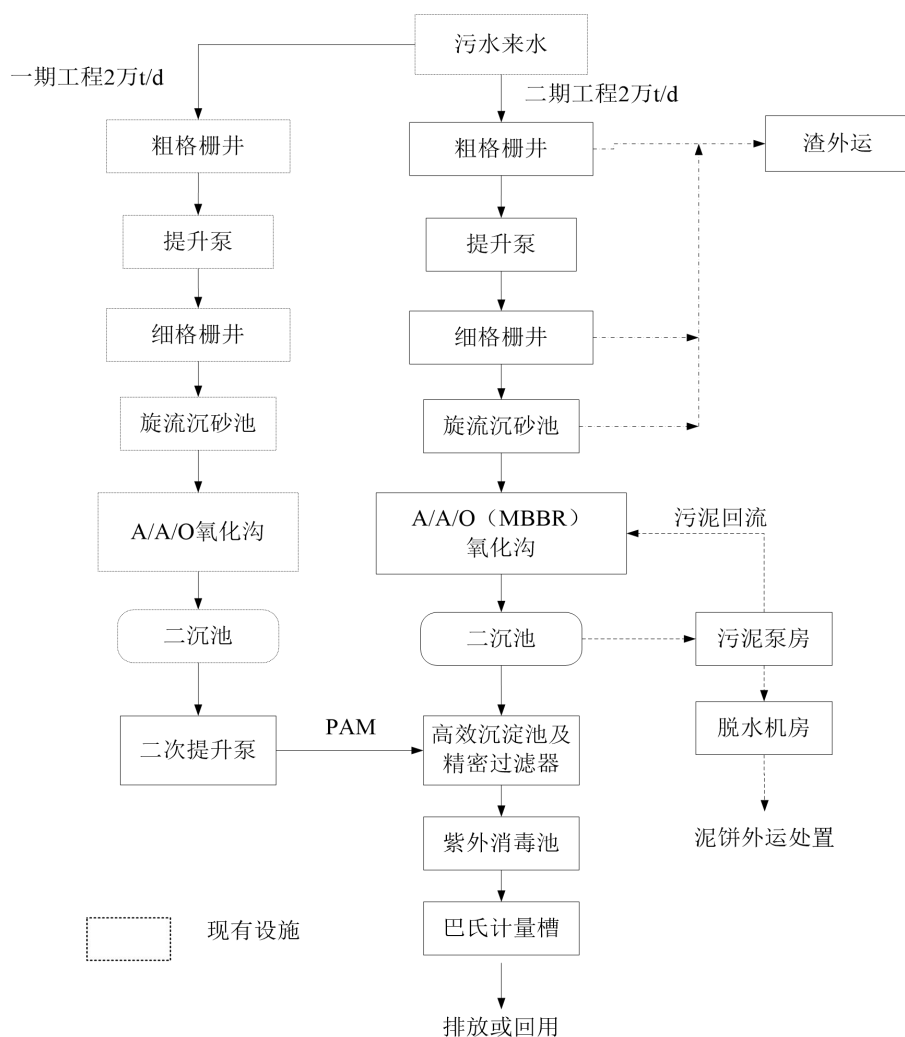 污水来水
一期工程2万t/d
二期工程2万t/d
粗格栅井
粗格栅井
渣外运
提升泵
提升泵
细格栅井
细格栅井
旋流沉砂池
旋流沉砂池
A/A/O氧化沟
A/A/O（MBBR）
氧化沟
污泥回流
二沉池
二沉池
污泥泵房
二次提升泵
PAM
高效沉淀池及
精密过滤器
脱水机房
紫外消毒池
泥饼外运处置
巴氏计量槽
现有设施
排放或回用